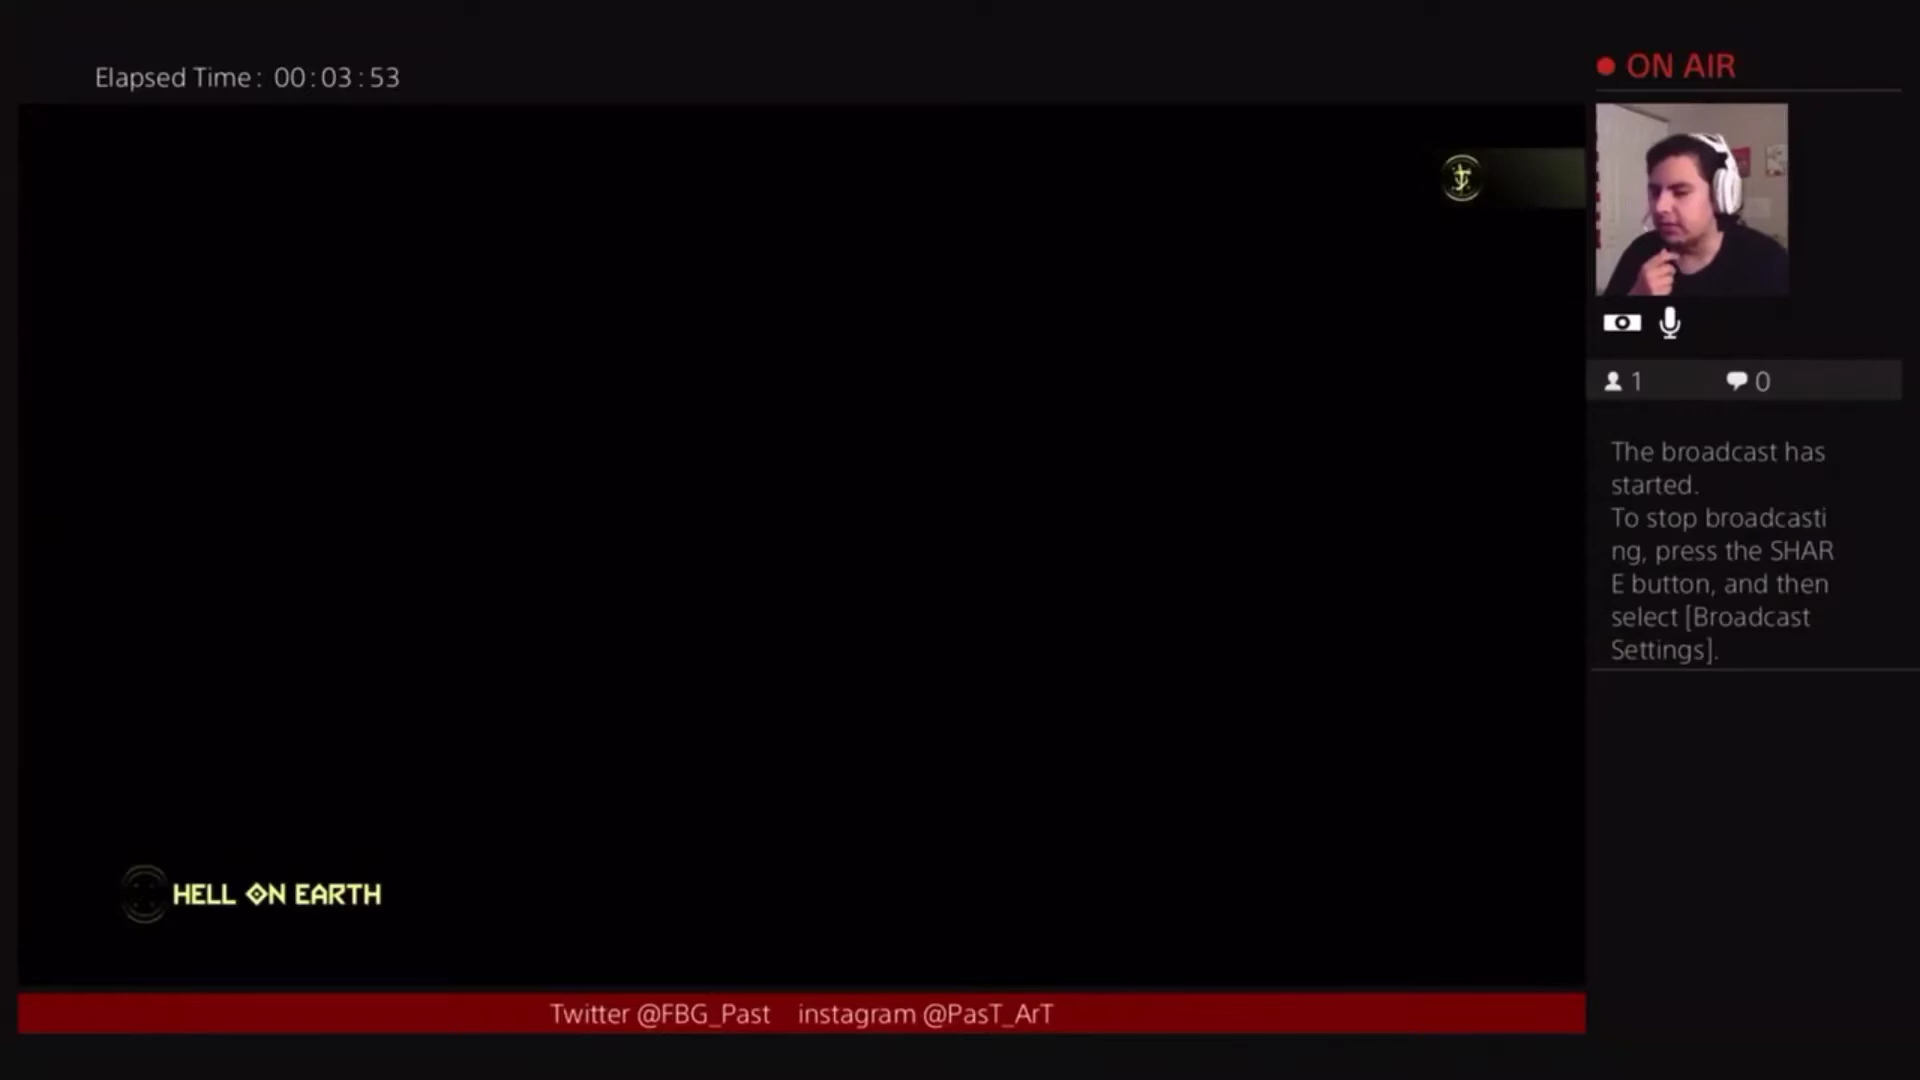 Elapsed Time: 00:03:53
ON AIR
1 0
The broadcast has
started.
To stop broadcasti
ng, press the SHAR
E button, and then
select [Broadcast
Settings].
HELL ON EARTH
Twitter @FBG_Past instagram @PasT_ArT